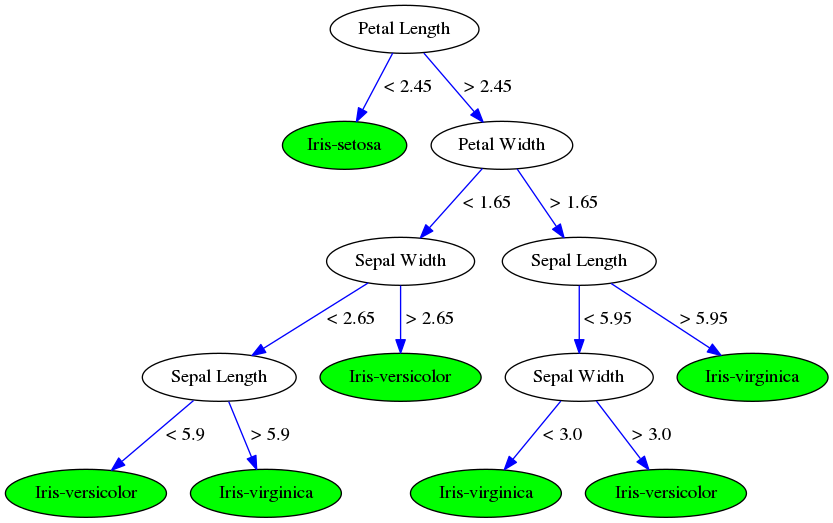 Petal Length
< 2.45
> 2.45
Iris-setosa
Petal Width
< 1.65
> 1.65
Sepal Width
Sepal Length
< 2.65
> 2.65
< 5.95
> 5.95
Sepal Length
Iris-versicolor
Sepal Width
Iris-virginica
< 5.9
> 5.9
< 3.0
> 3.0
Iris-versicolor
Iris-virginica
Iris-virginica
Iris-versicolor